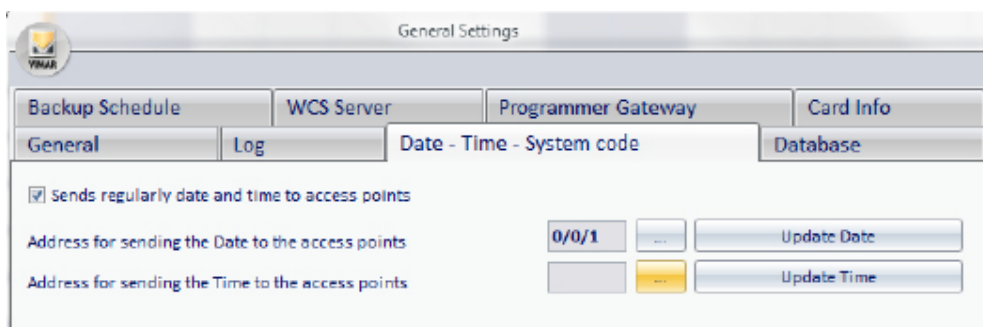 General Settings
VIMAR
Backup Schedule WCS Server Programmer Gateway Card Info
General Log Date - Time - System code Database
Sends regularly date and time to access points
Address for sending the Date to the access points 0/0/1 ... Update Date
Address for sending the Time to the access points ... Update Time